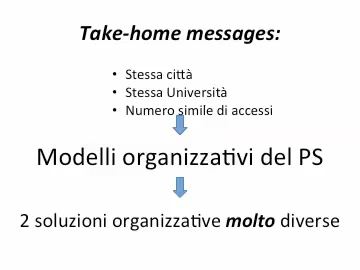 Take-home messages:
• Stessa città
• Stessa Università
• Numero simile di accessi
Modelli organizzativi del PS
2 soluzioni organizzative molto diverse